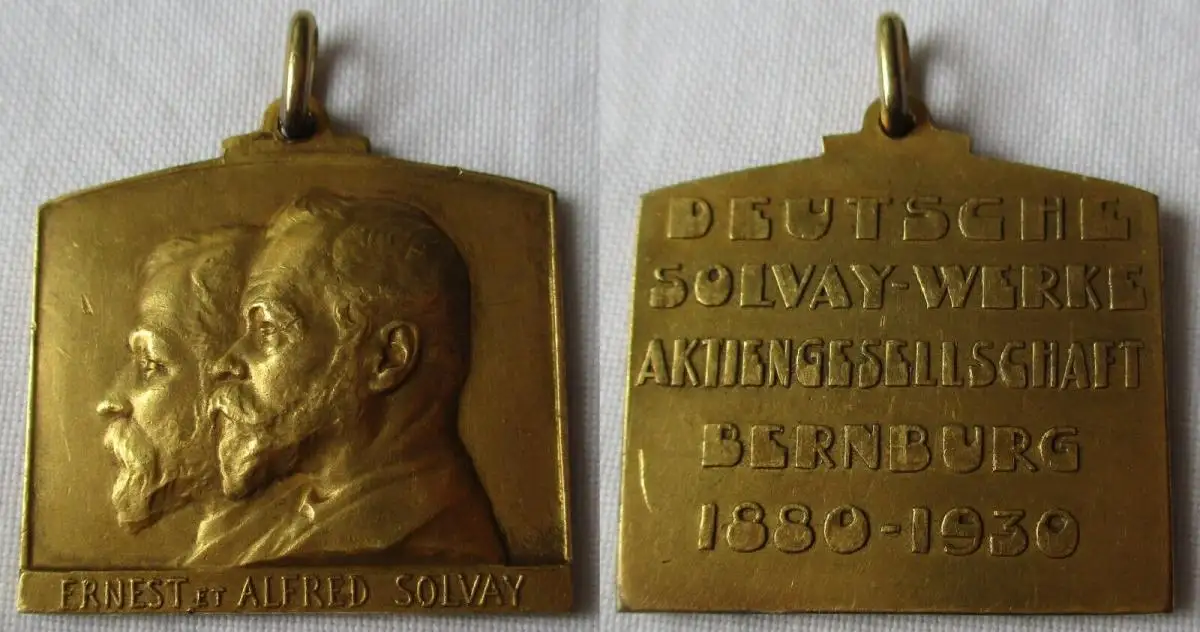 ERNEST ET ALFRED SOLVAY
DEUTSCHE
SOLVAY-WERKE
AKTIENGESELLSCHAFT
BERNBURG
1880-1930